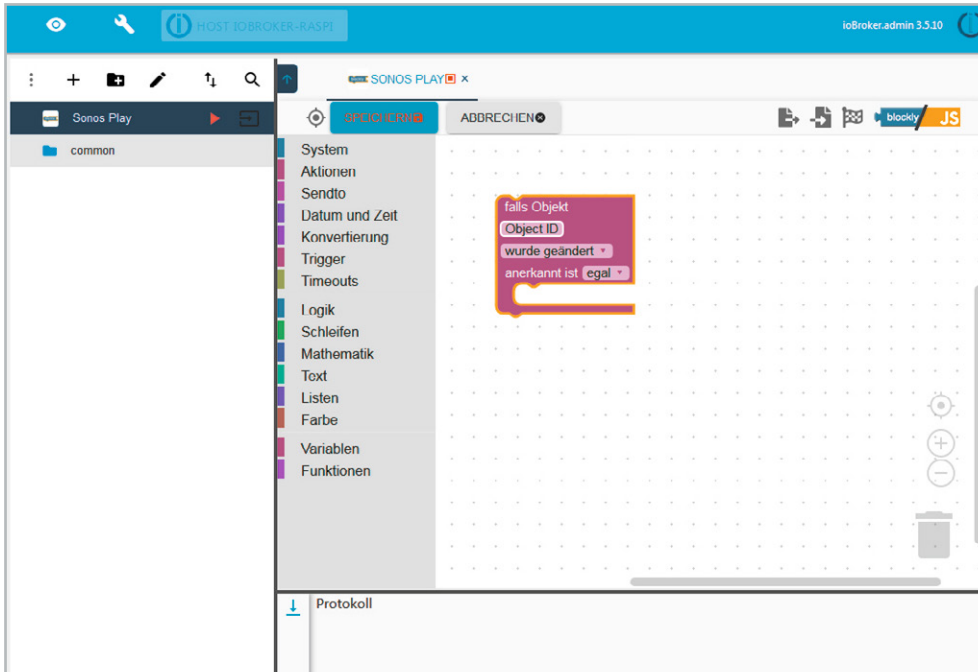 HOST IOBROKER-RASPI
ioBroker.admin 3.5.10
SONOS PLAY x
Sonos Play
SPEICHERN
ABBRECHEN
blockly JS
common
System
Aktionen
Sendto
Datum und Zeit
Konvertierung
Trigger
Timeouts
Logik
Schleifen
Mathematik
Text
Listen
Farbe
Variablen
Funktionen
falls Objekt
Object ID
wurde geändert
anerkannt ist egal
Protokoll